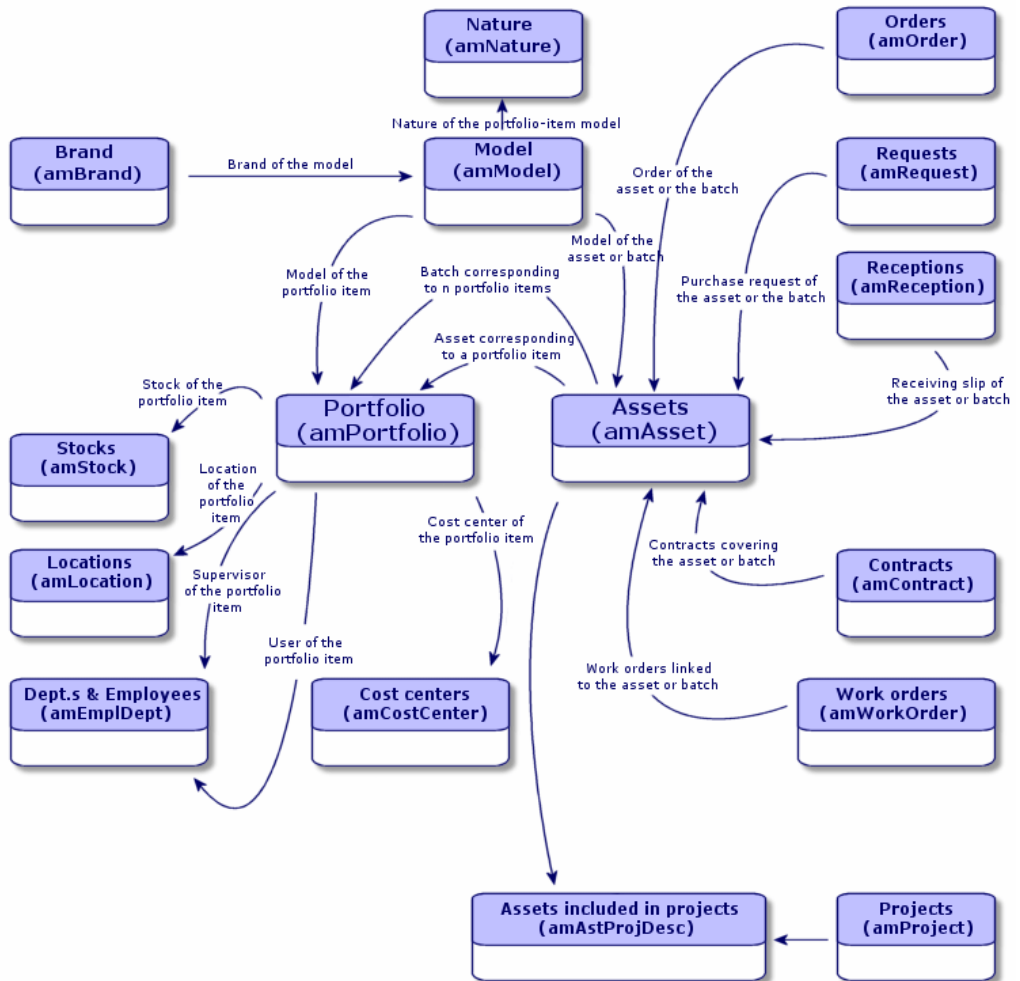 Nature
(amNature)
Orders
(amOrder)
Nature of the portfolio-item model
Brand
(amBrand)
Brand of the model
Model
(amModel)
Order of the
asset or the batch
Requests
(amRequest)
Model of the
asset or batch
Model of the
portfolio item
Batch corresponding
to n portfolio items
Purchase request of
the asset or the batch
Receptions
(amReception)
Asset corresponding
to a portfolio item
Stock of the
portfolio item
Receiving slip of
the asset or batch
Portfolio
(amPortfolio)
Assets
(amAsset)
Stocks
(amStock)
Location
of the
portfolio
item
Cost center of
the portfolio item
Contracts covering
the asset or batch
Locations
(amLocation)
Supervisor
of the portfolio
item
Contracts
(amContract)
User of the
portfolio item
Work orders linked
to the asset or batch
Dept.s & Employees
(amEmplDept)
Cost centers
(amCostCenter)
Work orders
(amWorkOrder)
Assets included in projects
(amAstProjDesc)
Projects
(amProject)